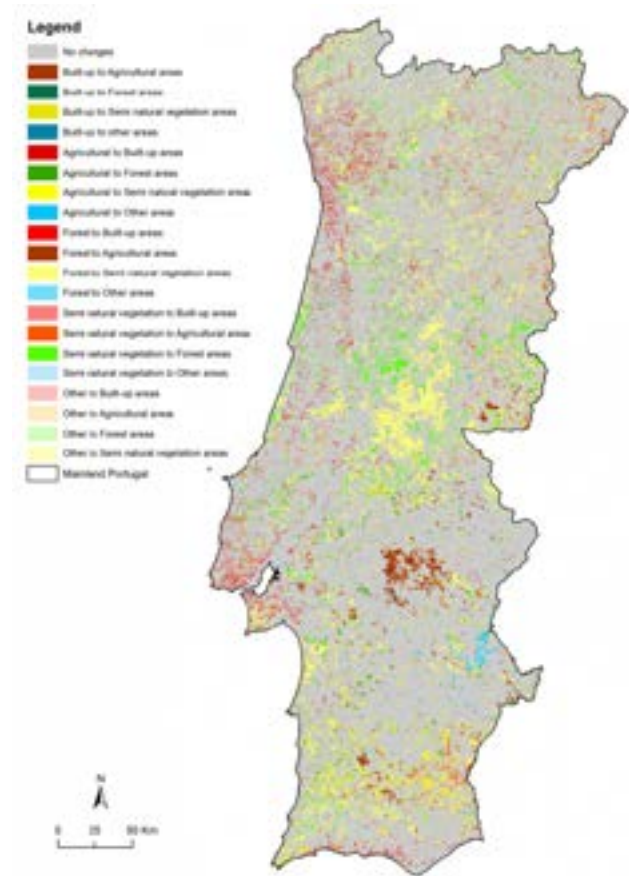 Legend
No changes
Built-up to Agricultural areas
Built-up to Forest areas
Built-up to Semi natural vegetation areas
Built-up to other areas
Agricultural to Built-up areas
Agricultural to Forest areas
Agricultural to Semi natural vegetation areas
Agricultural to Other areas
Forest to Built-up areas
Forest to Agricultural areas
Forest to Semi natural vegetation areas
Forest to Other areas
Semi natural vegetation to Built-up areas
Semi natural vegetation to Agricultural areas
Semi natural vegetation to Forest areas
Semi natural vegetation to Other areas
Other to Built-up areas
Other to Agricultural areas
Other to Forest areas
Other to Semi natural vegetation areas
Mainland Portugal
N
0 25 50 Km